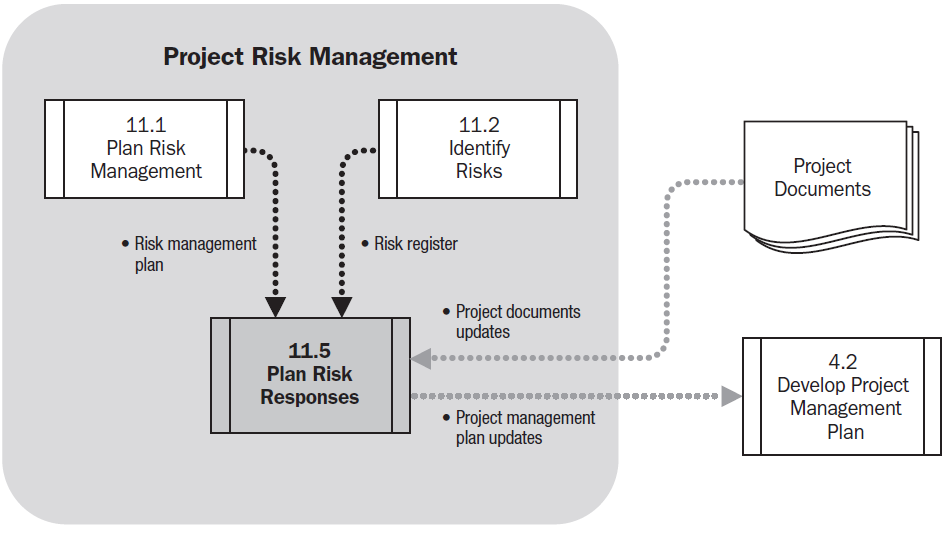 Project Risk Management
11.1
Plan Risk
Management
11.2
Identify
Risks
Project
Documents
• Risk management
plan
• Risk register
• Project documents
updates
11.5
Plan Risk
Responses
4.2
Develop Project
Management
Plan
• Project management
plan updates